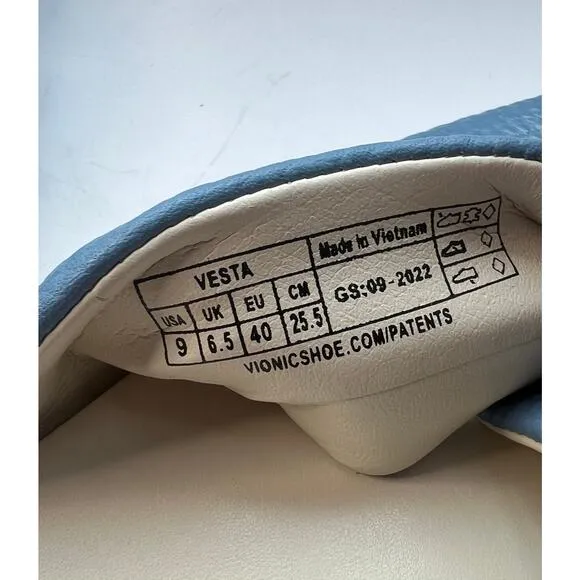 VESTA
USA UK EU CM
9 6.5 40 25.5
Made in Vietnam
GS:09-2022
VIONICSHOE.COM/PATENTS